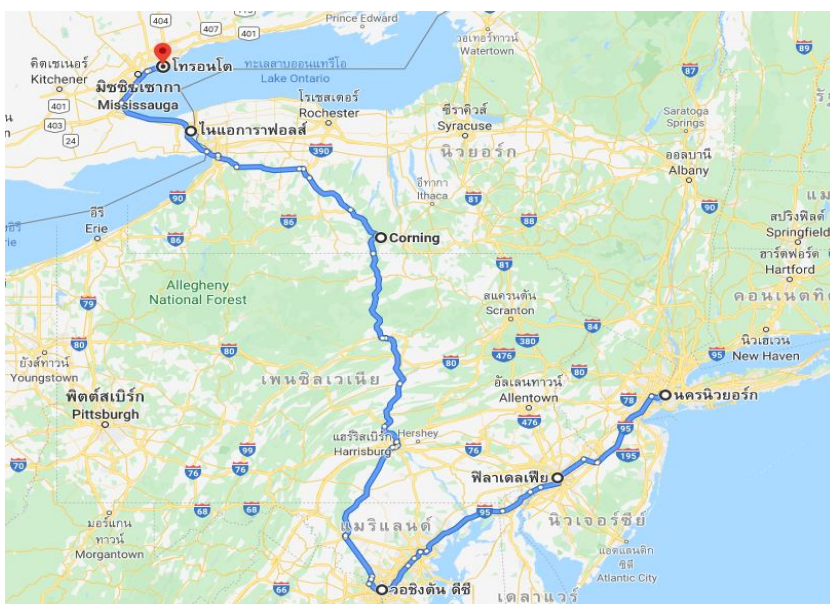 404
407
401
Prince Edward
วอเทอร์ทาวน์
Watertown
89
คิตเชเนอร์
Kitchener
โทรอนโต
ทะเลสาบออนแทรีโอ
Lake Ontario
87
401
403
24
มิซซิซเซากา
Mississauga
ไนแอการาฟอลส์
โรเชสเตอร์
Rochester
390
ซีราคิวส์
Syracuse
นิวยอร์ก
Saratoga
Springs
ออลบานี
Albany
90
90
อีรี
Erie
86
86
อีทากา
Ithaca
81
88
Corning
81
สปริงฟิลด์
Springfield
ฮาร์ตฟอร์ด
Hartford
Allegheny
National Forest
79
80
สแครนตัน
Scranton
84
380
476
คอนเนตทิ
นิวเฮเวน
New Haven
95
ยังส์ทาวน์
Youngstown
80
80
80
เพนซิลเวเนีย
อัลเลนทาวน์
Allentown
78
นครนิวยอร์ก
พิตต์สเบิร์ก
Pittsburgh
แฮร์ริสเบิร์ก
Harrisburg
Hershey
476
76
95
195
99
76
76
70
68
68
ฟิลาเดลเฟีย
มอร์แกน
ทาวน์
Morgantown
แมริแลนด์
95
นิวเจอร์ซีย์
แอตแลนติก
ซิตี
Atlantic City
66
วอชิงตัน ดีซี
เดลาแวร์